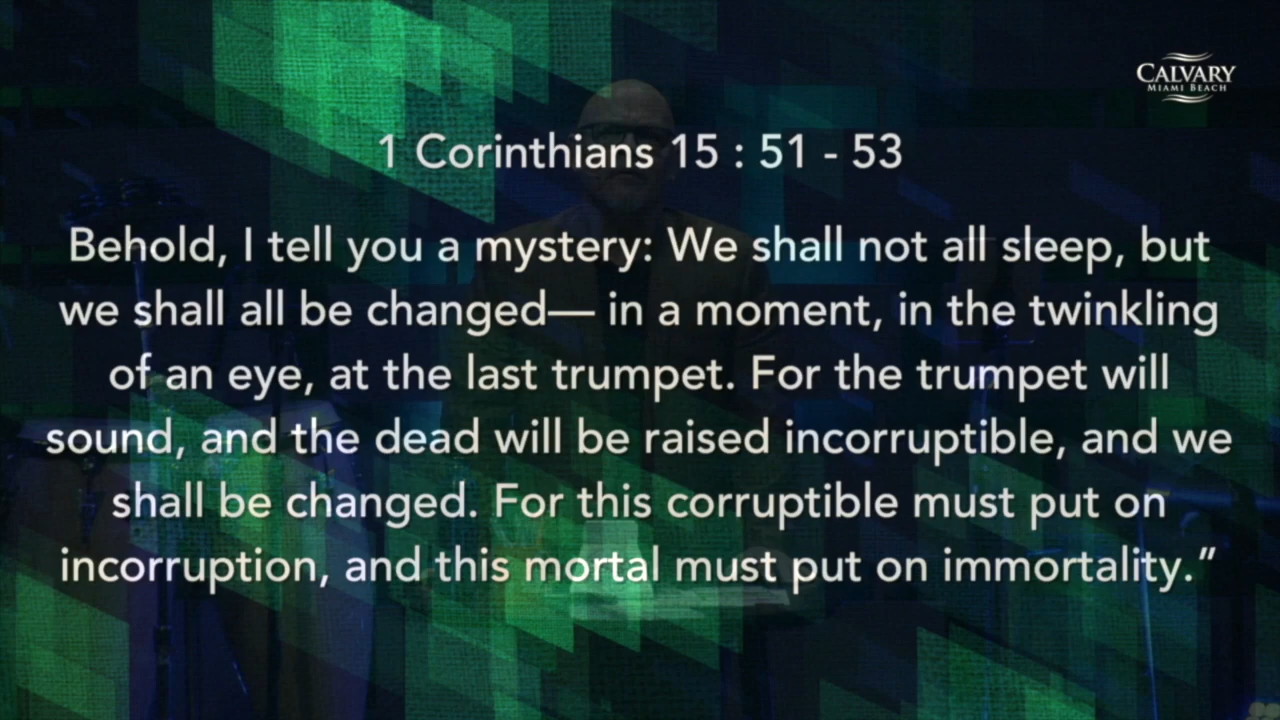 CALVARY
MIAMI BEACH
1 Corinthians 15 : 51 - 53
Behold, I tell you a mystery: We shall not all sleep, but
we shall all be changed— in a moment, in the twinkling
of an eye, at the last trumpet. For the trumpet will
sound, and the dead will be raised incorruptible, and we
shall be changed. For this corruptible must put on
incorruption, and this mortal must put on immortality.”